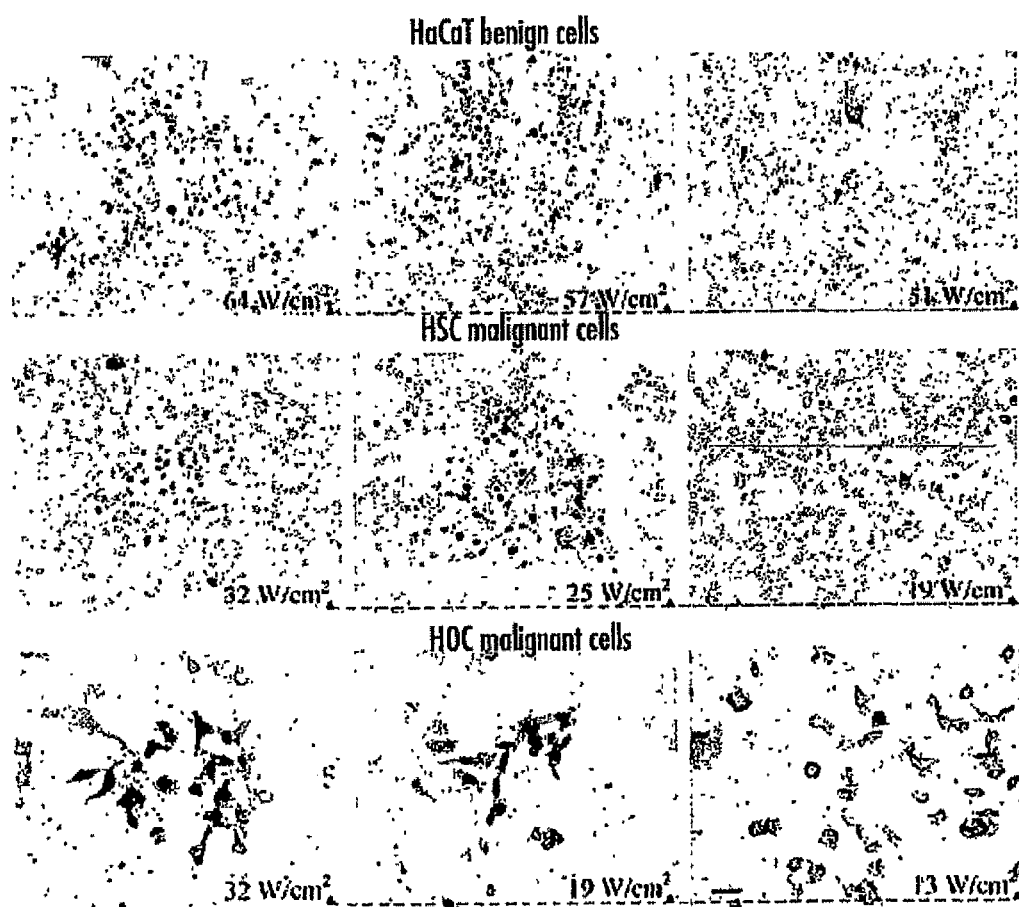 HaCaT benign cells
64 W/cm²
57 W/cm²
51 W/cm²
HSC malignant cells
32 W/cm²
25 W/cm²
19 W/cm²
HOC malignant cells
32 W/cm²
19 W/cm²
13 W/cm²